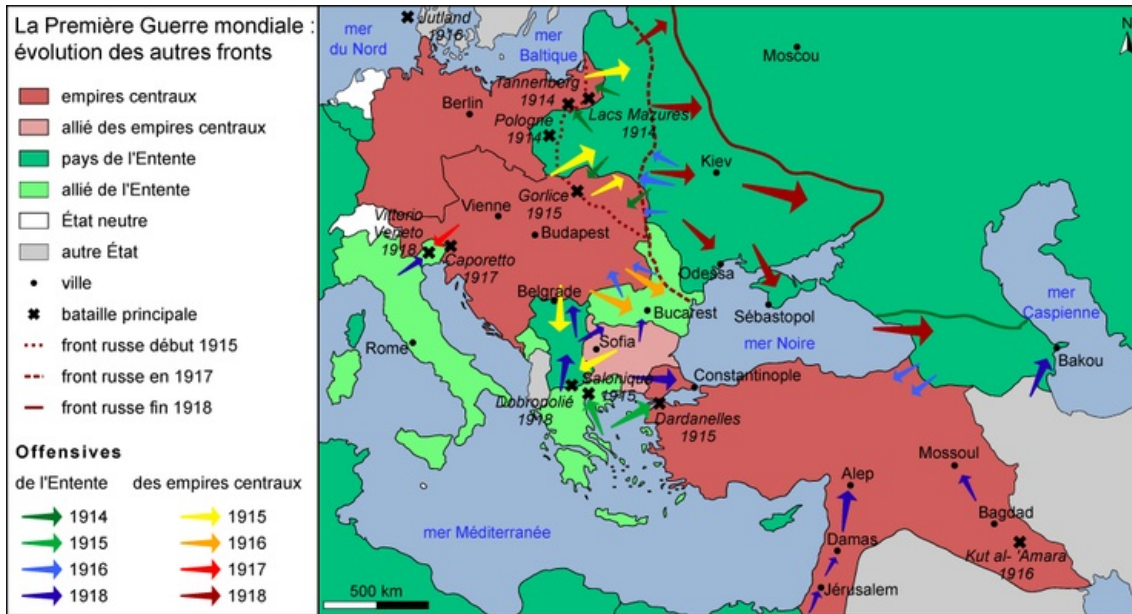 La Première Guerre mondiale :
évolution des autres fronts
empires centraux
allié des empires centraux
pays de l'Entente
allié de l'Entente
État neutre
autre État
ville
bataille principale
front russe début 1915
front russe en 1917
front russe fin 1918
Offensives
de l'Entente
des empires centraux
1914
1915
1915
1916
1916
1917
1918
1918
mer
du Nord
Jutland
1916
mer
Baltique
Moscou
N
Tannenberg
1914
Berlin
Lacs Mazures
1914
Pologne
1914
Kiev
Gorlice
1915
Vienne
Budapest
Vittorio
Veneto
1918
Caporetto
1917
Odessa
Belgrade
Bucarest
Sébastopol
mer
Caspienne
Rome
Sofia
mer Noire
Bakou
Constantinople
Salonique
1915
Dobropolié
1918
Dardanelles
1915
Mossoul
Alep
mer Méditerranée
Bagdad
Damas
Kut al- 'Amara
1916
Jérusalem
500 km